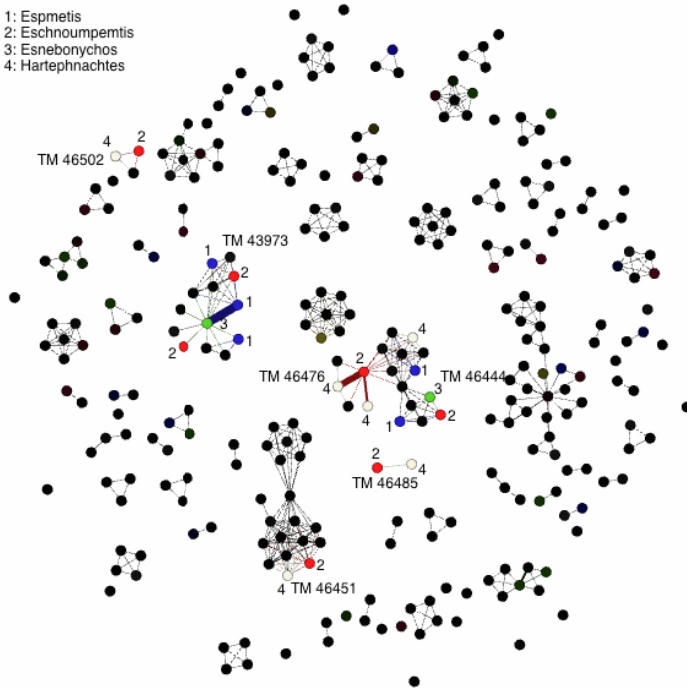 1: Espmetis
2: Eschnoumpemtis
3: Esnebonychos
4: Hartephnachtes
4 2
TM 46502
1 TM 43973
2
1
3
1
2
4
2
TM 46476 1 TM 46444
4 3
4 1 2
2 4
TM 46485
2
4 TM 46451